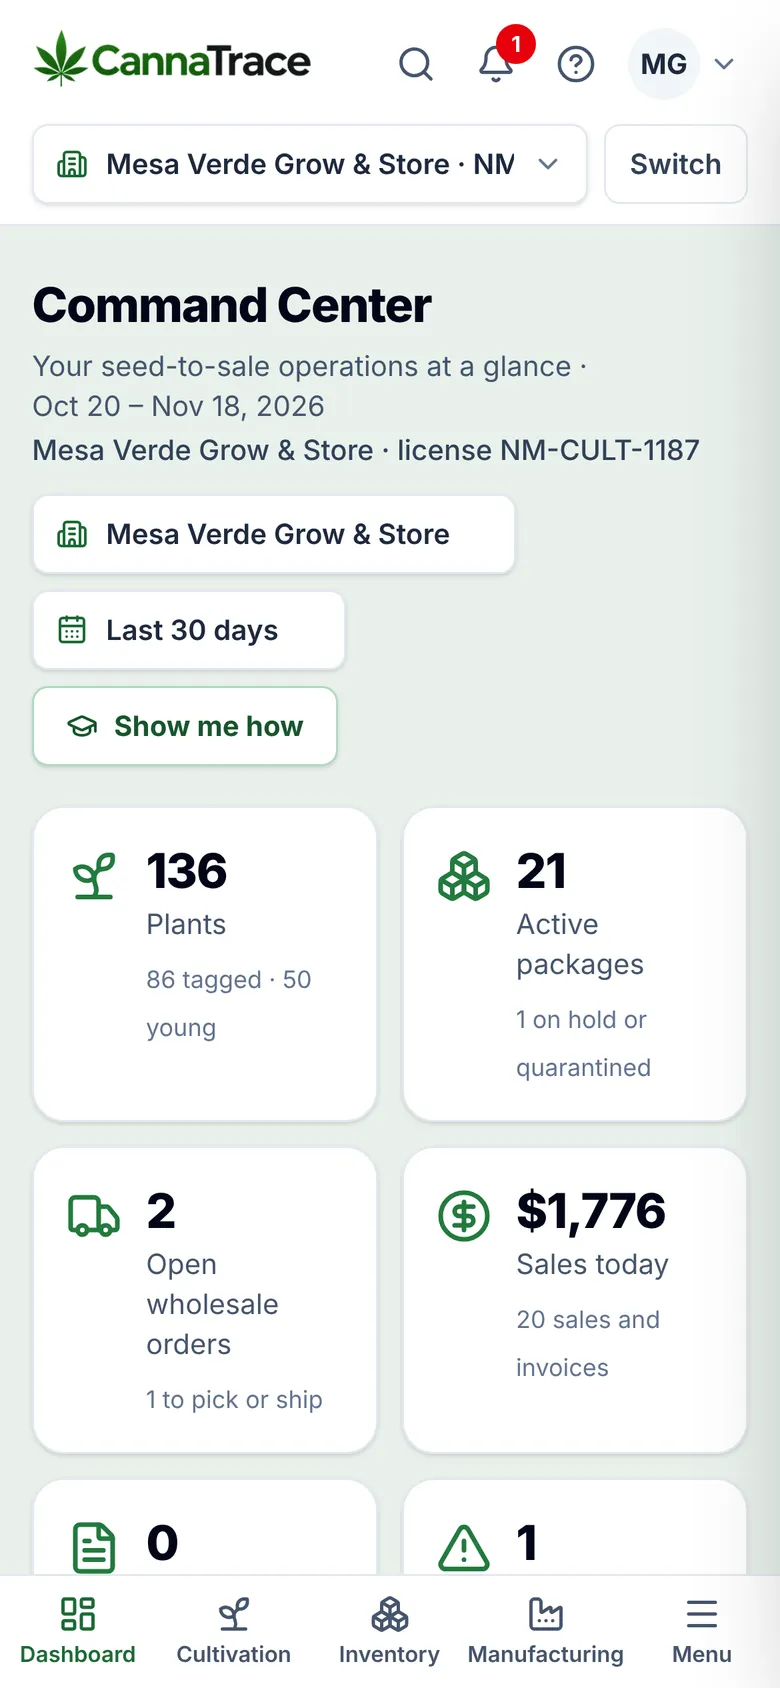 CannaTrace
1
MG
Mesa Verde Grow & Store · NM
Switch
Command Center
Your seed-to-sale operations at a glance ·
Oct 20 – Nov 18, 2026
Mesa Verde Grow & Store · license NM-CULT-1187
Mesa Verde Grow & Store
Last 30 days
Show me how
136
Plants
86 tagged · 50
young
21
Active
packages
1 on hold or
quarantined
2
Open
wholesale
orders
1 to pick or ship
$1,776
Sales today
20 sales and
invoices
0
1
Dashboard
Cultivation
Inventory
Manufacturing
Menu